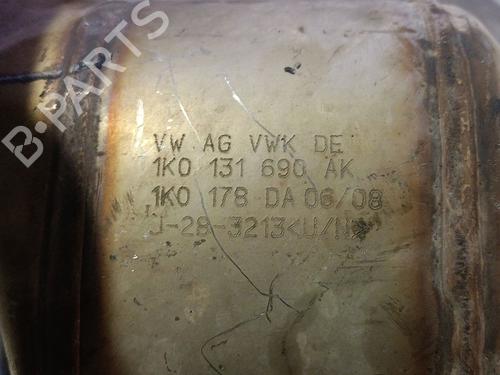 VW AG VWK DE
1K0 131 690 AK
1K0 178 DA 06/08
J-28-3213<U/N>
B-PARTS